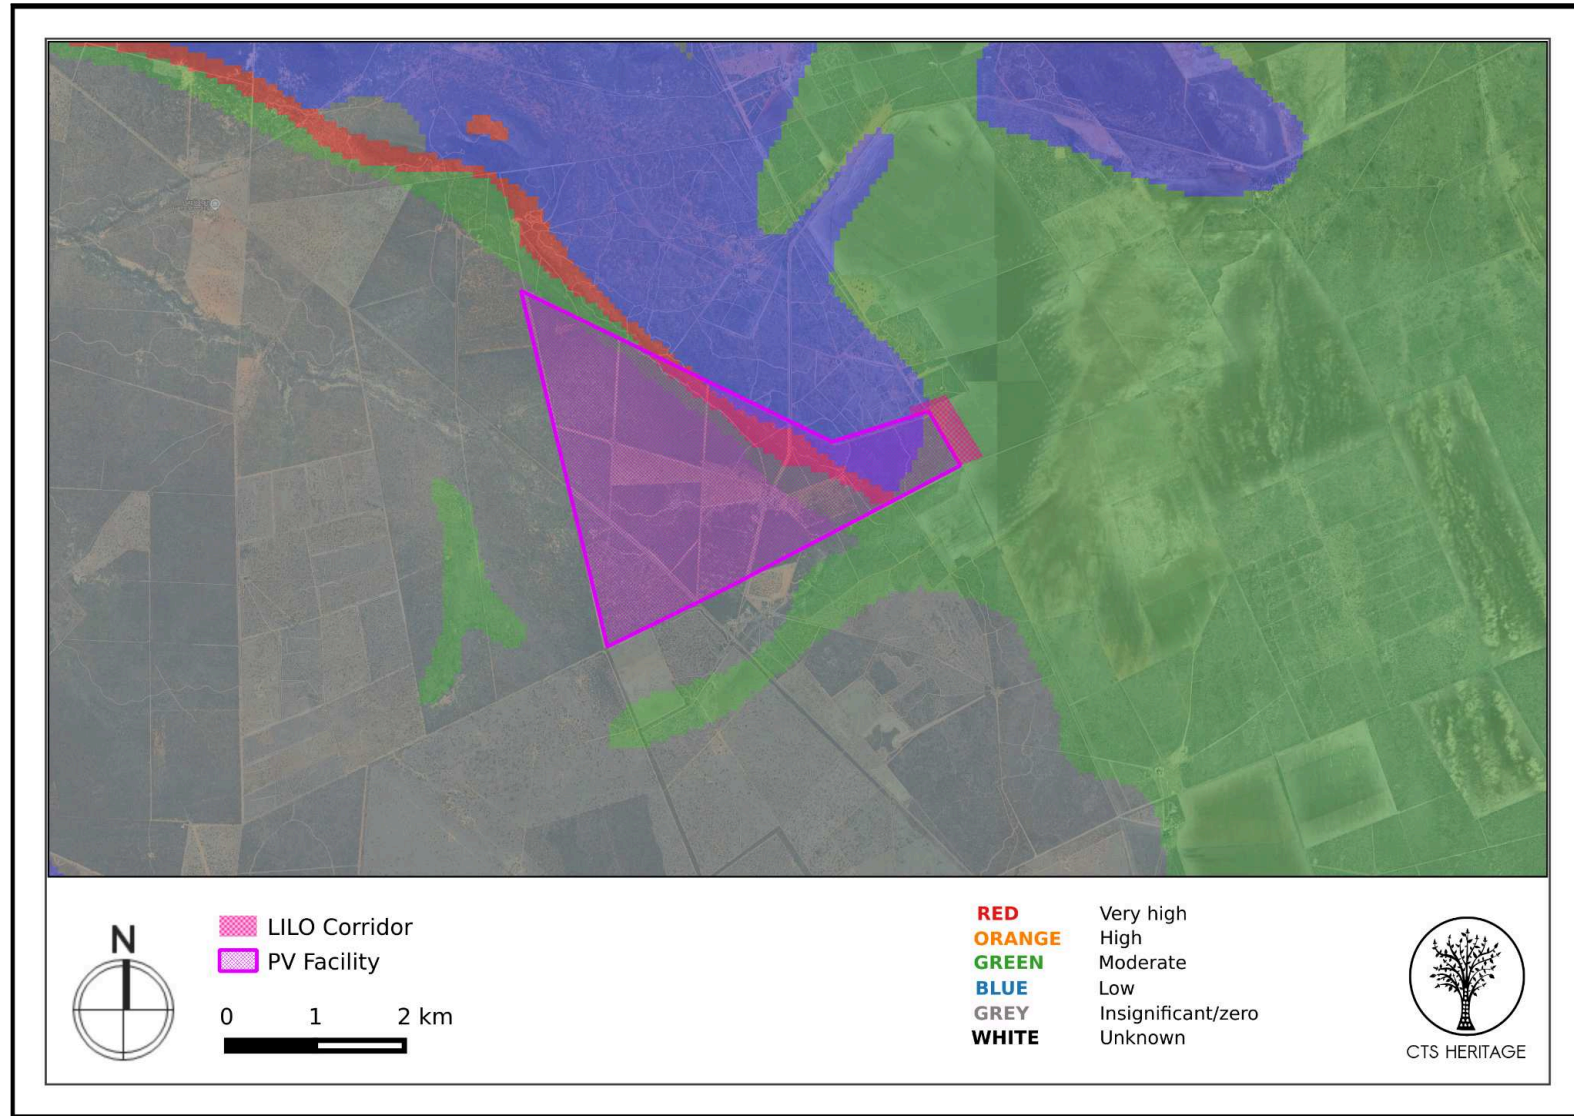 N
LILO Corridor
PV Facility
0 1 2 km
RED Very high
ORANGE High
GREEN Moderate
BLUE Low
GREY Insignificant/zero
WHITE Unknown
CTS HERITAGE